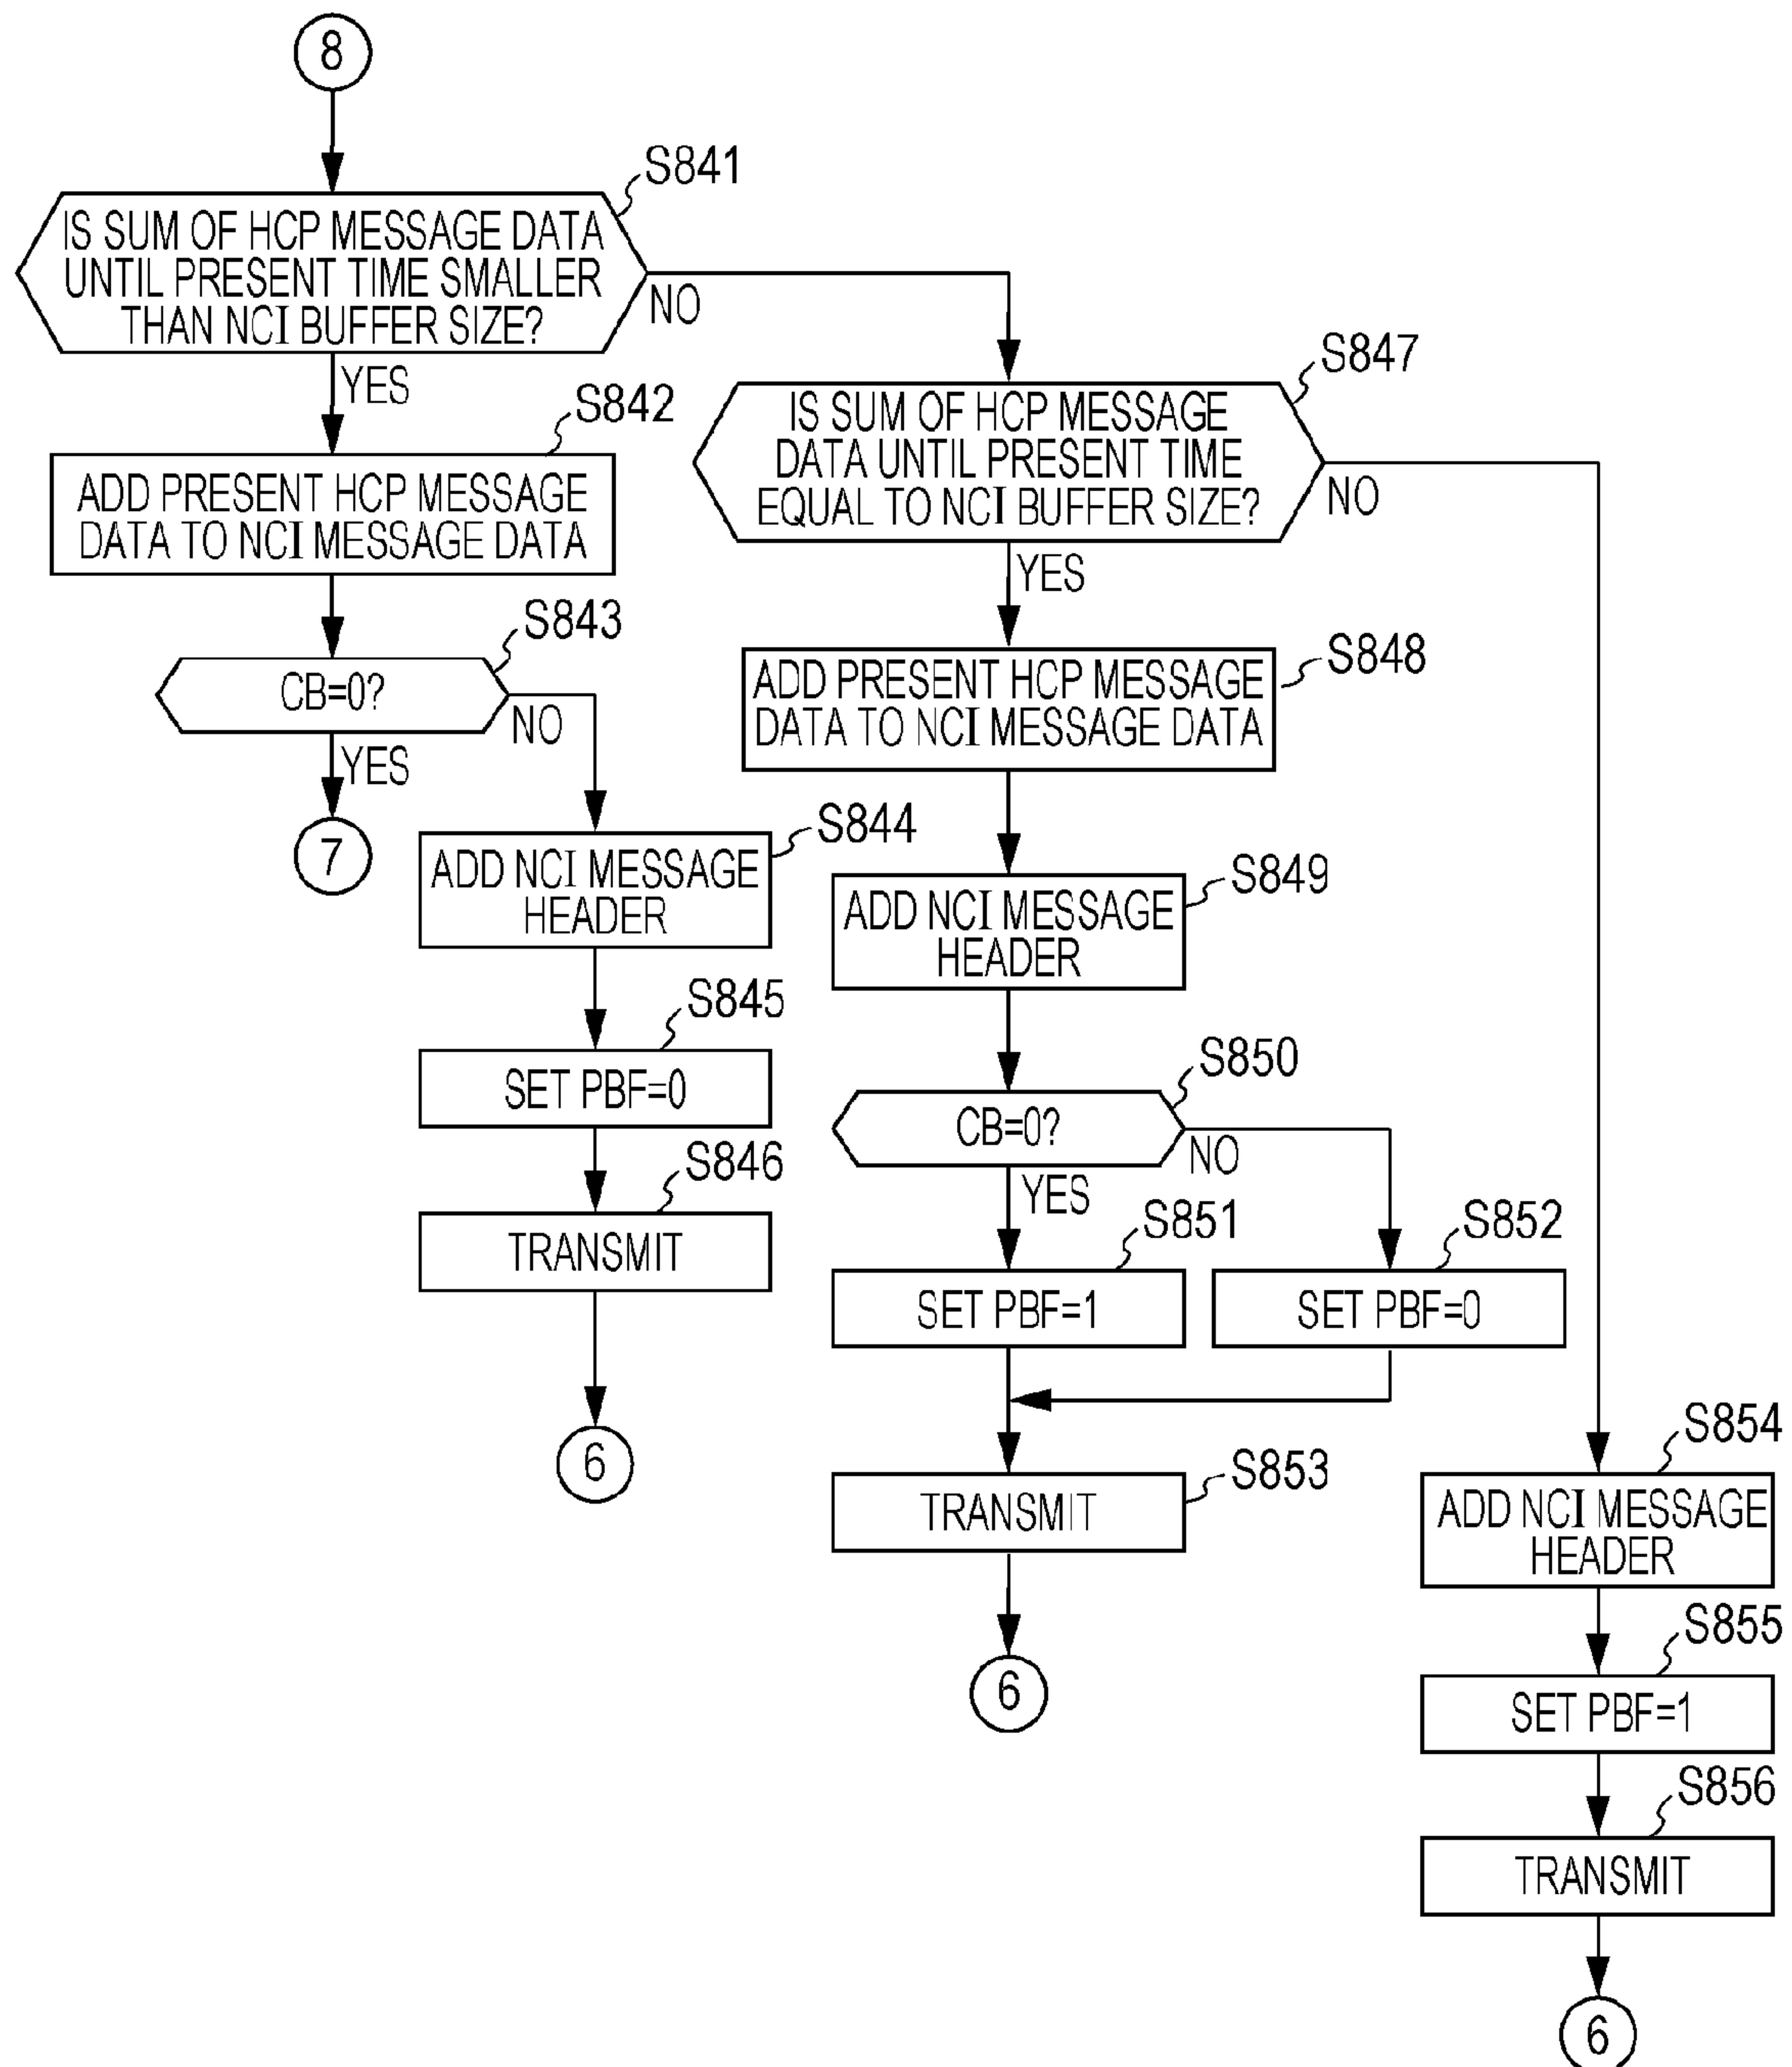 8
S841
IS SUM OF HCP MESSAGE DATA
UNTIL PRESENT TIME SMALLER
THAN NCI BUFFER SIZE?
NO
YES
S842
ADD PRESENT HCP MESSAGE
DATA TO NCI MESSAGE DATA
S843
CB=0?
NO
YES
7
S844
ADD NCI MESSAGE
HEADER
S845
SET PBF=0
S846
TRANSMIT
6
S847
IS SUM OF HCP MESSAGE
DATA UNTIL PRESENT TIME
EQUAL TO NCI BUFFER SIZE?
NO
YES
S848
ADD PRESENT HCP MESSAGE
DATA TO NCI MESSAGE DATA
S849
ADD NCI MESSAGE
HEADER
S850
CB=0?
NO
YES
S851
SET PBF=1
S852
SET PBF=0
S853
TRANSMIT
6
S854
ADD NCI MESSAGE
HEADER
S855
SET PBF=1
S856
TRANSMIT
6